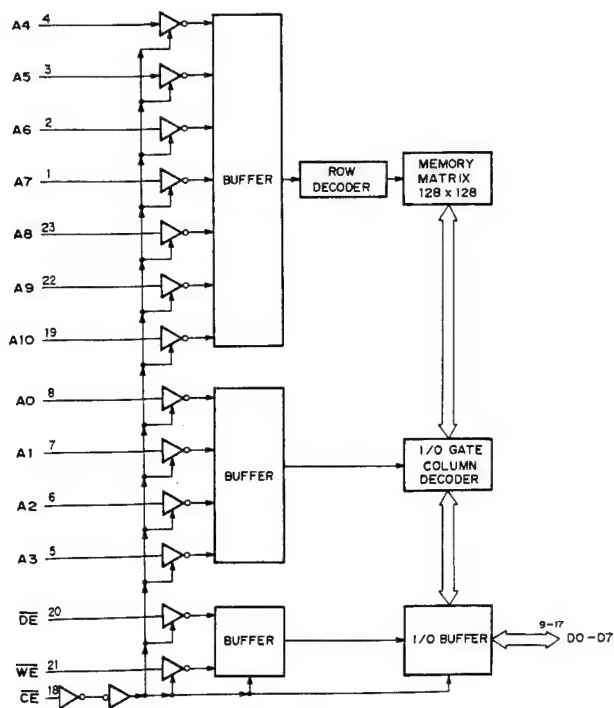 A4 4
A5 3
A6 2
A7 1
A8 23
A9 22
A10 19
BUFFER
ROW
DECODER
MEMORY
MATRIX
128 x 128
A0 8
A1 7
A2 6
A3 5
BUFFER
I/O GATE
COLUMN
DECODER
OE 20
WE 21
CE 18
BUFFER
I/O BUFFER
9-17
DO-D7